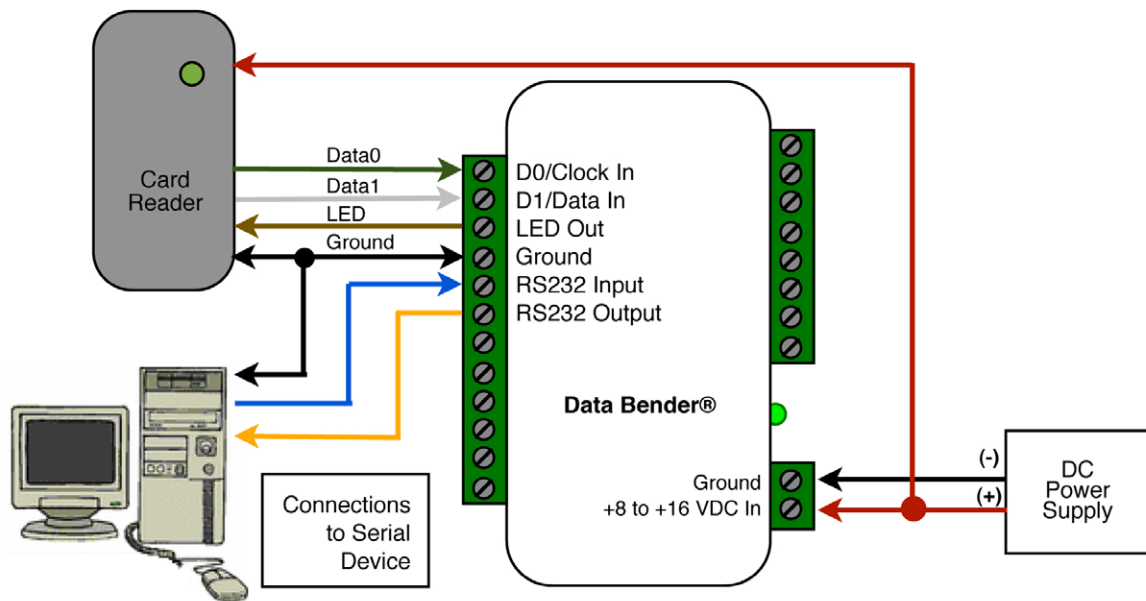 Card
Reader
Data0
Data1
LED
Ground
D0/Clock In
D1/Data In
LED Out
Ground
RS232 Input
RS232 Output
Data Bender®
Connections
to Serial
Device
Ground
+8 to +16 VDC In
(-)
(+)
DC
Power
Supply